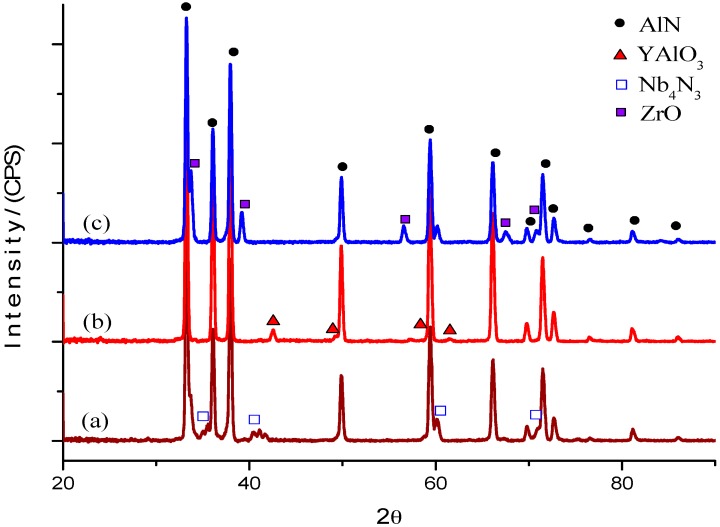 AlN
YAlO3
Nb4N3
ZrO
(c)
(b)
(a)
Intensity/(CPS)
20 40 60 80
2θ